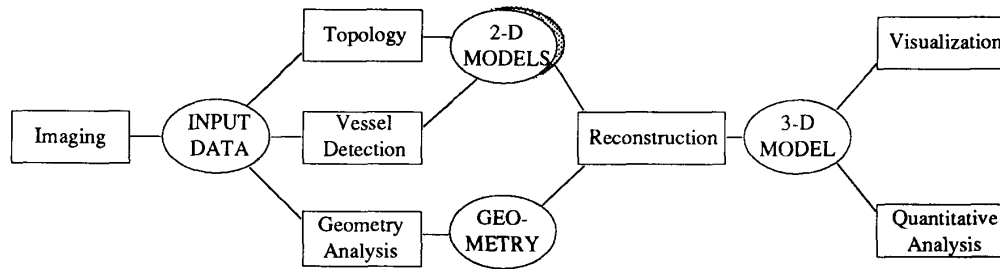 Imaging
INPUT
DATA
Topology
Vessel
Detection
Geometry
Analysis
2-D
MODELS
GEO-
METRY
Reconstruction
3-D
MODEL
Visualization
Quantitative
Analysis